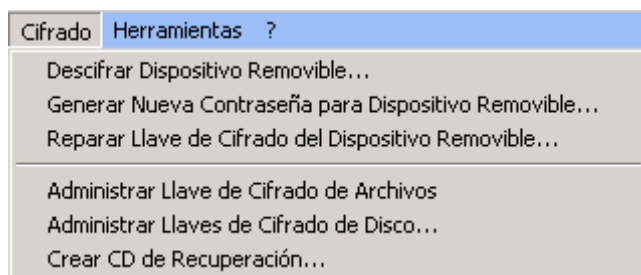 Cifrado Herramientas ?
Descifrar Dispositivo Removible...
Generar Nueva Contraseña para Dispositivo Removible...
Reparar Llave de Cifrado del Dispositivo Removible...
Administrar Llave de Cifrado de Archivos
Administrar Llaves de Cifrado de Disco...
Crear CD de Recuperación...